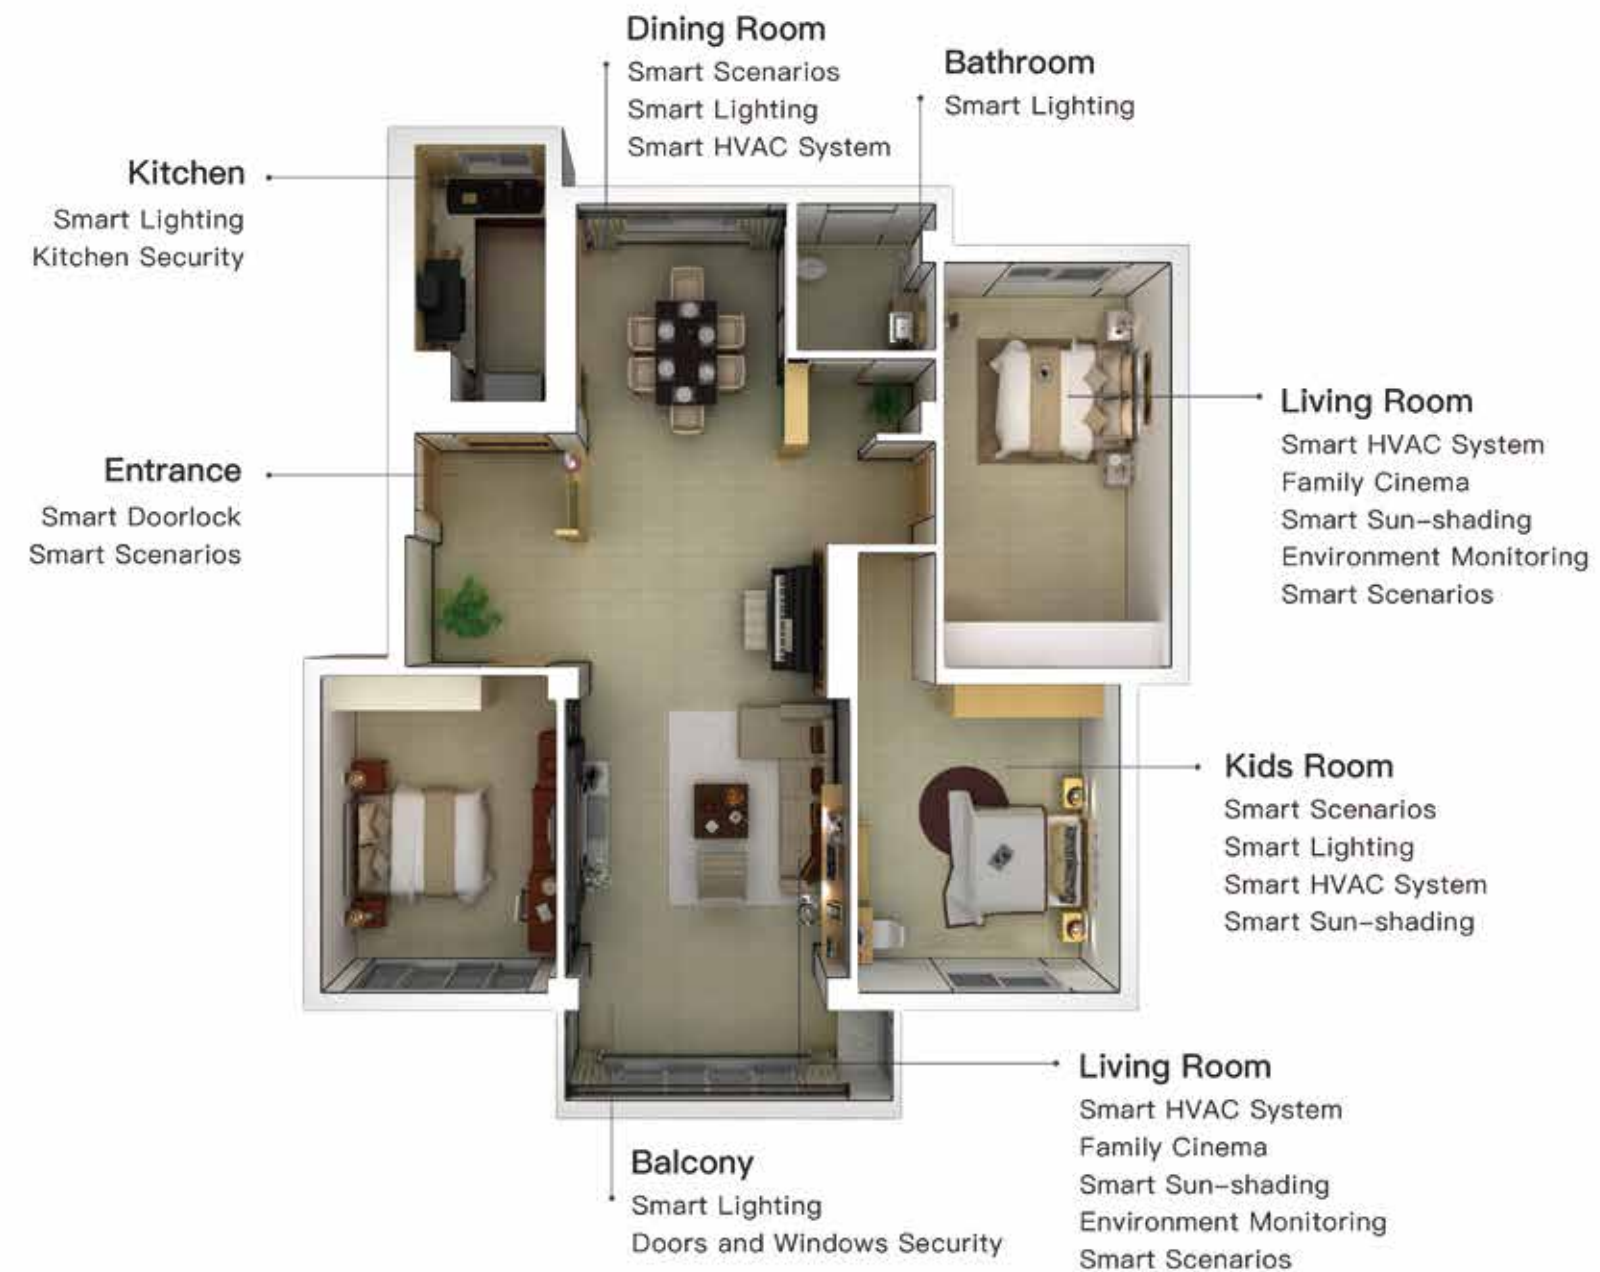 Dining Room
Smart Scenarios
Smart Lighting
Smart HVAC System
Bathroom
Smart Lighting
Kitchen
Smart Lighting
Kitchen Security
Entrance
Smart Doorlock
Smart Scenarios
Living Room
Smart HVAC System
Family Cinema
Smart Sun-shading
Environment Monitoring
Smart Scenarios
Kids Room
Smart Scenarios
Smart Lighting
Smart HVAC System
Smart Sun-shading
Living Room
Smart HVAC System
Family Cinema
Smart Sun-shading
Environment Monitoring
Smart Scenarios
Balcony
Smart Lighting
Doors and Windows Security